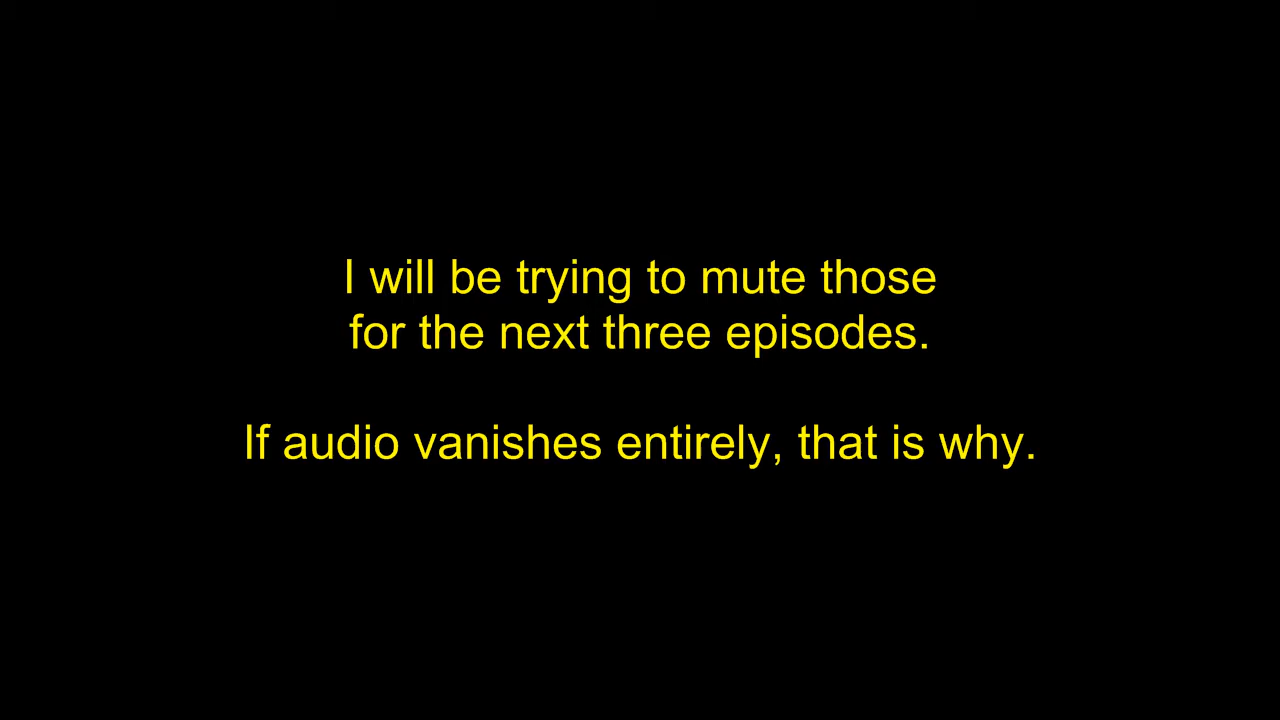 I will be trying to mute those
for the next three episodes.
If audio vanishes entirely, that is why.